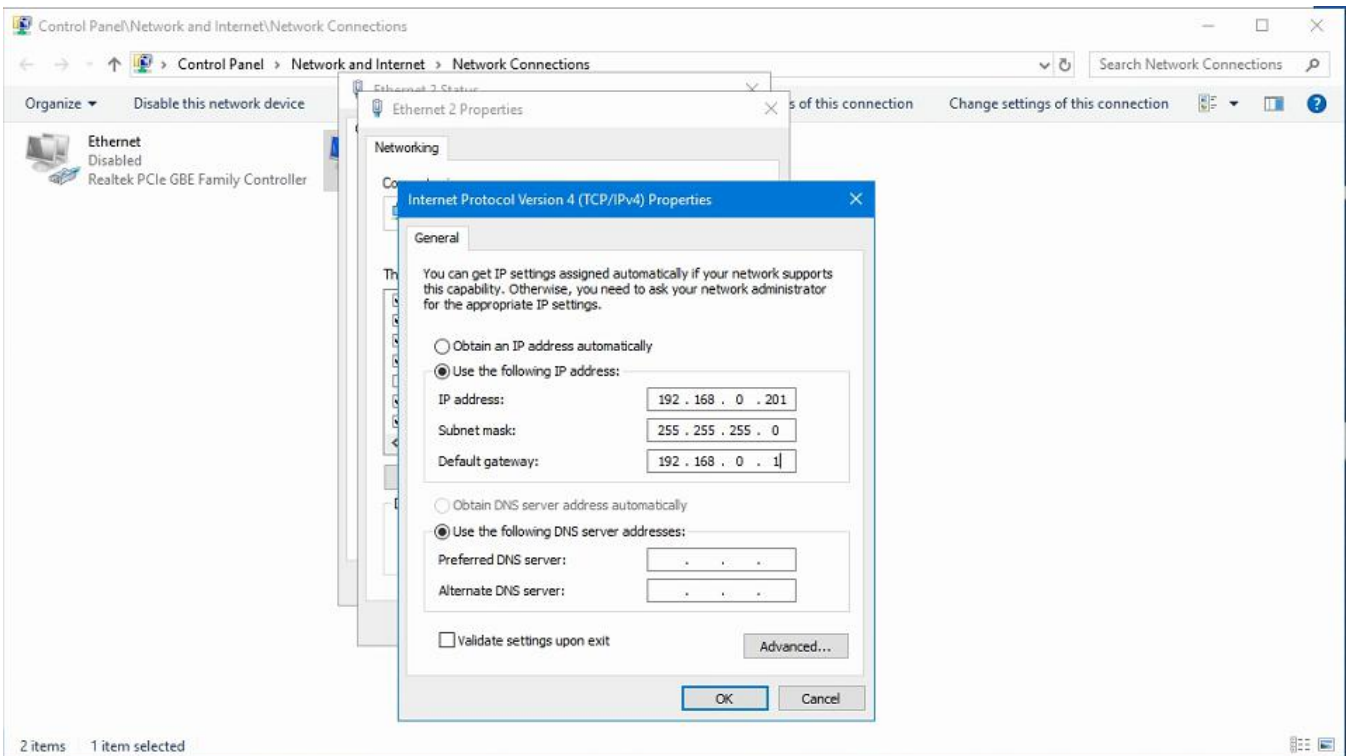 Control Panel\Network and Internet\Network Connections
Control Panel > Network and Internet > Network Connections
Search Network Connections
Organize
Disable this network device
s of this connection
Change settings of this connection
Ethernet 2 Status
Ethernet 2 Properties
Ethernet
Disabled
Realtek PCIe GBE Family Controller
Networking
Internet Protocol Version 4 (TCP/IPv4) Properties
General
You can get IP settings assigned automatically if your network supports
this capability. Otherwise, you need to ask your network administrator
for the appropriate IP settings.
Obtain an IP address automatically
Use the following IP address:
IP address: 192 . 168 . 0 . 201
Subnet mask: 255 . 255 . 255 . 0
Default gateway: 192 . 168 . 0 . 1
Obtain DNS server address automatically
Use the following DNS server addresses:
Preferred DNS server: . . .
Alternate DNS server: . . .
Validate settings upon exit
Advanced...
OK
Cancel
2 items
1 item selected